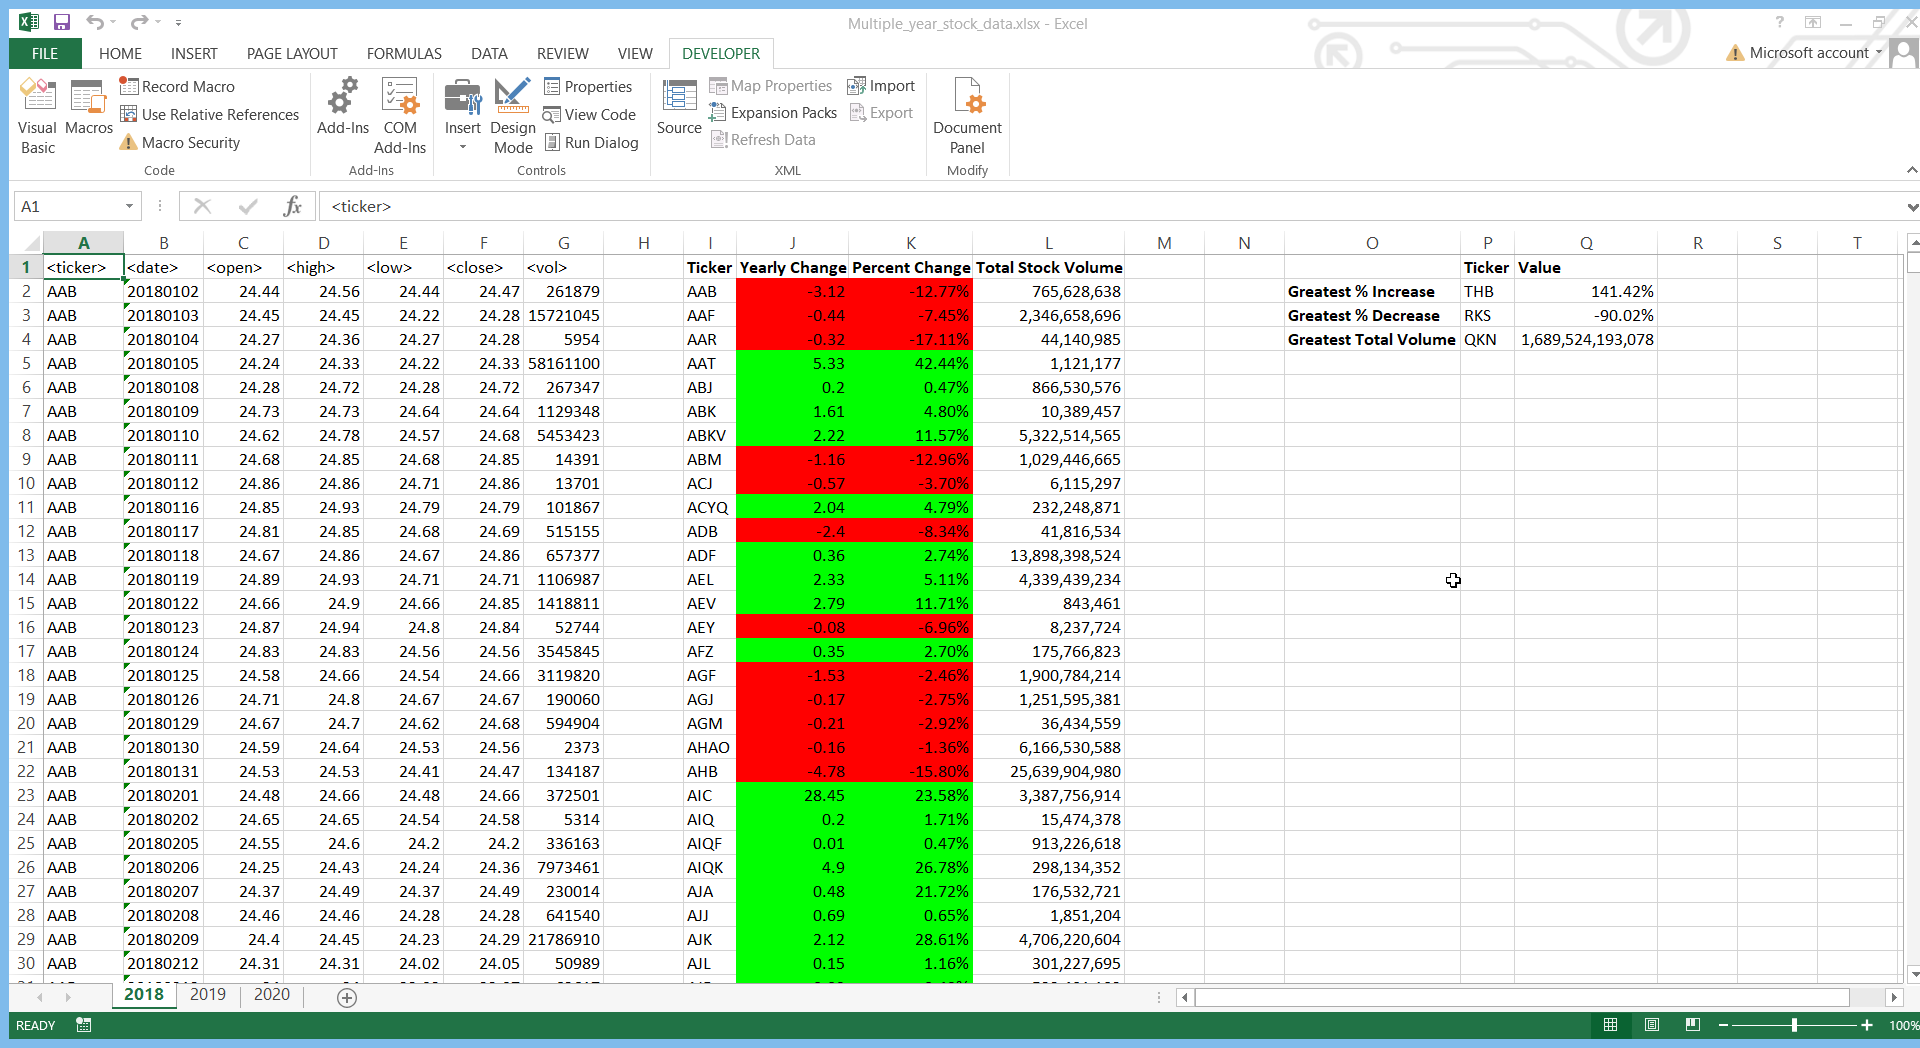 Multiple_year_stock_data.xlsx - Excel
?
FILE HOME INSERT PAGE LAYOUT FORMULAS DATA REVIEW VIEW DEVELOPER Microsoft account
Visual Basic
Macros
Record Macro
Use Relative References
Macro Security
Code
Add-Ins
COM Add-Ins
Add-Ins
Insert
Design Mode
Properties
View Code
Run Dialog
Controls
Source
Map Properties
Expansion Packs
Refresh Data
Import
Export
XML
Document Panel
Modify
A1 fx <ticker>
A B C D E F G H I J K L M N O P Q R S T
1 <ticker> <date> <open> <high> <low> <close> <vol> Ticker Yearly Change Percent Change Total Stock Volume Ticker Value
2 AAB 20180102 24.44 24.56 24.44 24.47 261879 AAB -3.12 -12.77% 765,628,638 Greatest % Increase THB 141.42%
3 AAB 20180103 24.45 24.45 24.22 24.28 15721045 AAF -0.44 -7.45% 2,346,658,696 Greatest % Decrease RKS -90.02%
4 AAB 20180104 24.27 24.36 24.27 24.28 5954 AAR -0.32 -17.11% 44,140,985 Greatest Total Volume QKN 1,689,524,193,078
5 AAB 20180105 24.24 24.33 24.22 24.33 58161100 AAT 5.33 42.44% 1,121,177
6 AAB 20180108 24.28 24.72 24.28 24.72 267347 ABJ 0.2 0.47% 866,530,576
7 AAB 20180109 24.73 24.73 24.64 24.64 1129348 ABK 1.61 4.80% 10,389,457
8 AAB 20180110 24.62 24.78 24.57 24.68 5453423 ABKV 2.22 11.57% 5,322,514,565
9 AAB 20180111 24.68 24.85 24.68 24.85 14391 ABM -1.16 -12.96% 1,029,446,665
10 AAB 20180112 24.86 24.86 24.71 24.86 13701 ACJ -0.57 -3.70% 6,115,297
11 AAB 20180116 24.85 24.93 24.79 24.79 101867 ACYQ 2.04 4.79% 232,248,871
12 AAB 20180117 24.81 24.85 24.68 24.69 515155 ADB -2.4 -8.34% 41,816,534
13 AAB 20180118 24.67 24.86 24.67 24.86 657377 ADF 0.36 2.74% 13,898,398,524
14 AAB 20180119 24.89 24.93 24.71 24.71 1106987 AEL 2.33 5.11% 4,339,439,234
15 AAB 20180122 24.66 24.9 24.66 24.85 1418811 AEV 2.79 11.71% 843,461
16 AAB 20180123 24.87 24.94 24.8 24.84 52744 AEY -0.08 -6.96% 8,237,724
17 AAB 20180124 24.83 24.83 24.56 24.56 3545845 AFZ 0.35 2.70% 175,766,823
18 AAB 20180125 24.58 24.66 24.54 24.66 3119820 AGF -1.53 -2.46% 1,900,784,214
19 AAB 20180126 24.71 24.8 24.67 24.67 190060 AGJ -0.17 -2.75% 1,251,595,381
20 AAB 20180129 24.67 24.7 24.62 24.68 594904 AGM -0.21 -2.92% 36,434,559
21 AAB 20180130 24.59 24.64 24.53 24.56 2373 AHAO -0.16 -1.36% 6,166,530,588
22 AAB 20180131 24.53 24.53 24.41 24.47 134187 AHB -4.78 -15.80% 25,639,904,980
23 AAB 20180201 24.48 24.66 24.48 24.66 372501 AIC 28.45 23.58% 3,387,756,914
24 AAB 20180202 24.65 24.65 24.54 24.58 5314 AIQ 0.2 1.71% 15,474,378
25 AAB 20180205 24.55 24.6 24.2 24.2 336163 AIQF 0.01 0.47% 913,226,618
26 AAB 20180206 24.25 24.43 24.24 24.36 7973461 AIQK 4.9 26.78% 298,134,352
27 AAB 20180207 24.37 24.49 24.37 24.49 230014 AJA 0.48 21.72% 176,532,721
28 AAB 20180208 24.46 24.46 24.28 24.28 641540 AJJ 0.69 0.65% 1,851,204
29 AAB 20180209 24.4 24.45 24.23 24.29 21786910 AJK 2.12 28.61% 4,706,220,604
30 AAB 20180212 24.31 24.31 24.02 24.05 50989 AJL 0.15 1.16% 301,227,695
2018 2019 2020
READY 100%